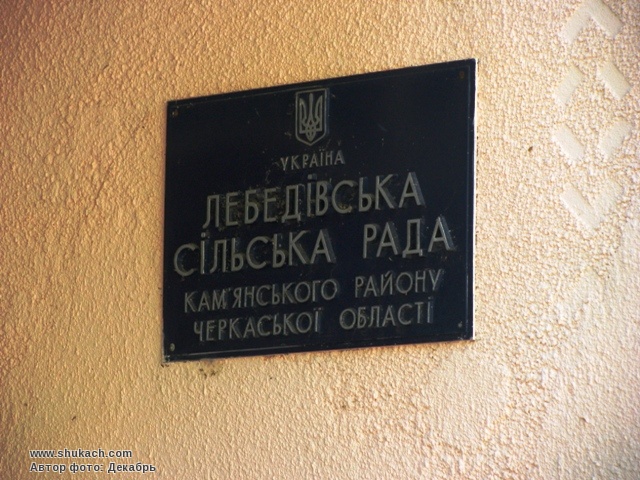 УКРАЇНА
ЛЕБЕДІВСЬКА
СІЛЬСЬКА РАДА
КАМ'ЯНСЬКОГО РАЙОНУ
ЧЕРКАСЬКОЇ ОБЛАСТІ
www.shukach.com
Автор фото: Декабрь